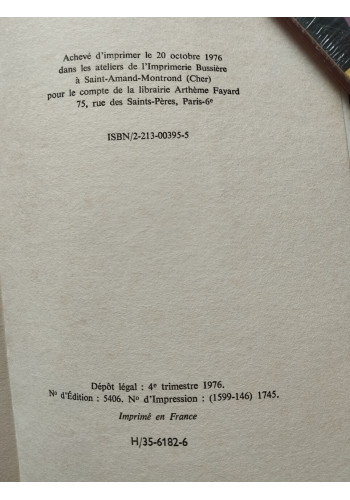 Achevé d'imprimer le 20 octobre 1976
dans les ateliers de l'Imprimerie Bussière
à Saint-Amand-Montrond (Cher)
pour le compte de la librairie Arthème Fayard
75, rue des Saints-Pères, Paris-6e
ISBN/2-213-00395-5
Dépôt légal : 4e trimestre 1976.
No d'Édition : 5406. No d'Impression : (1599-146) 1745.
Imprimé en France
H/35-6182-6